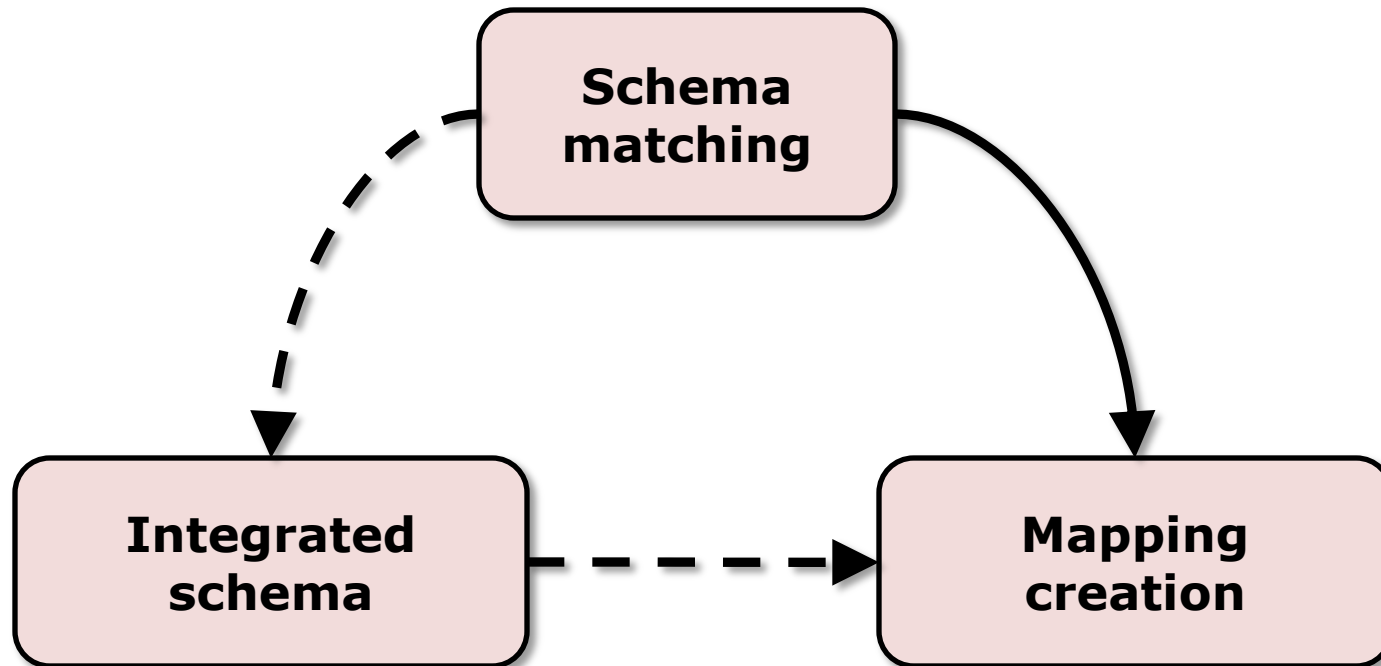 Schema
matching
Integrated
schema
Mapping
creation